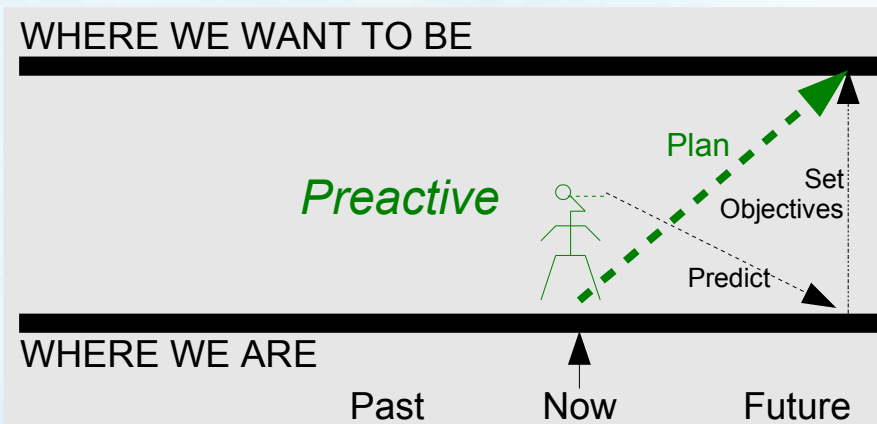 WHERE WE WANT TO BE
Plan
Preactive
Set
Objectives
Predict
WHERE WE ARE
Past Now Future